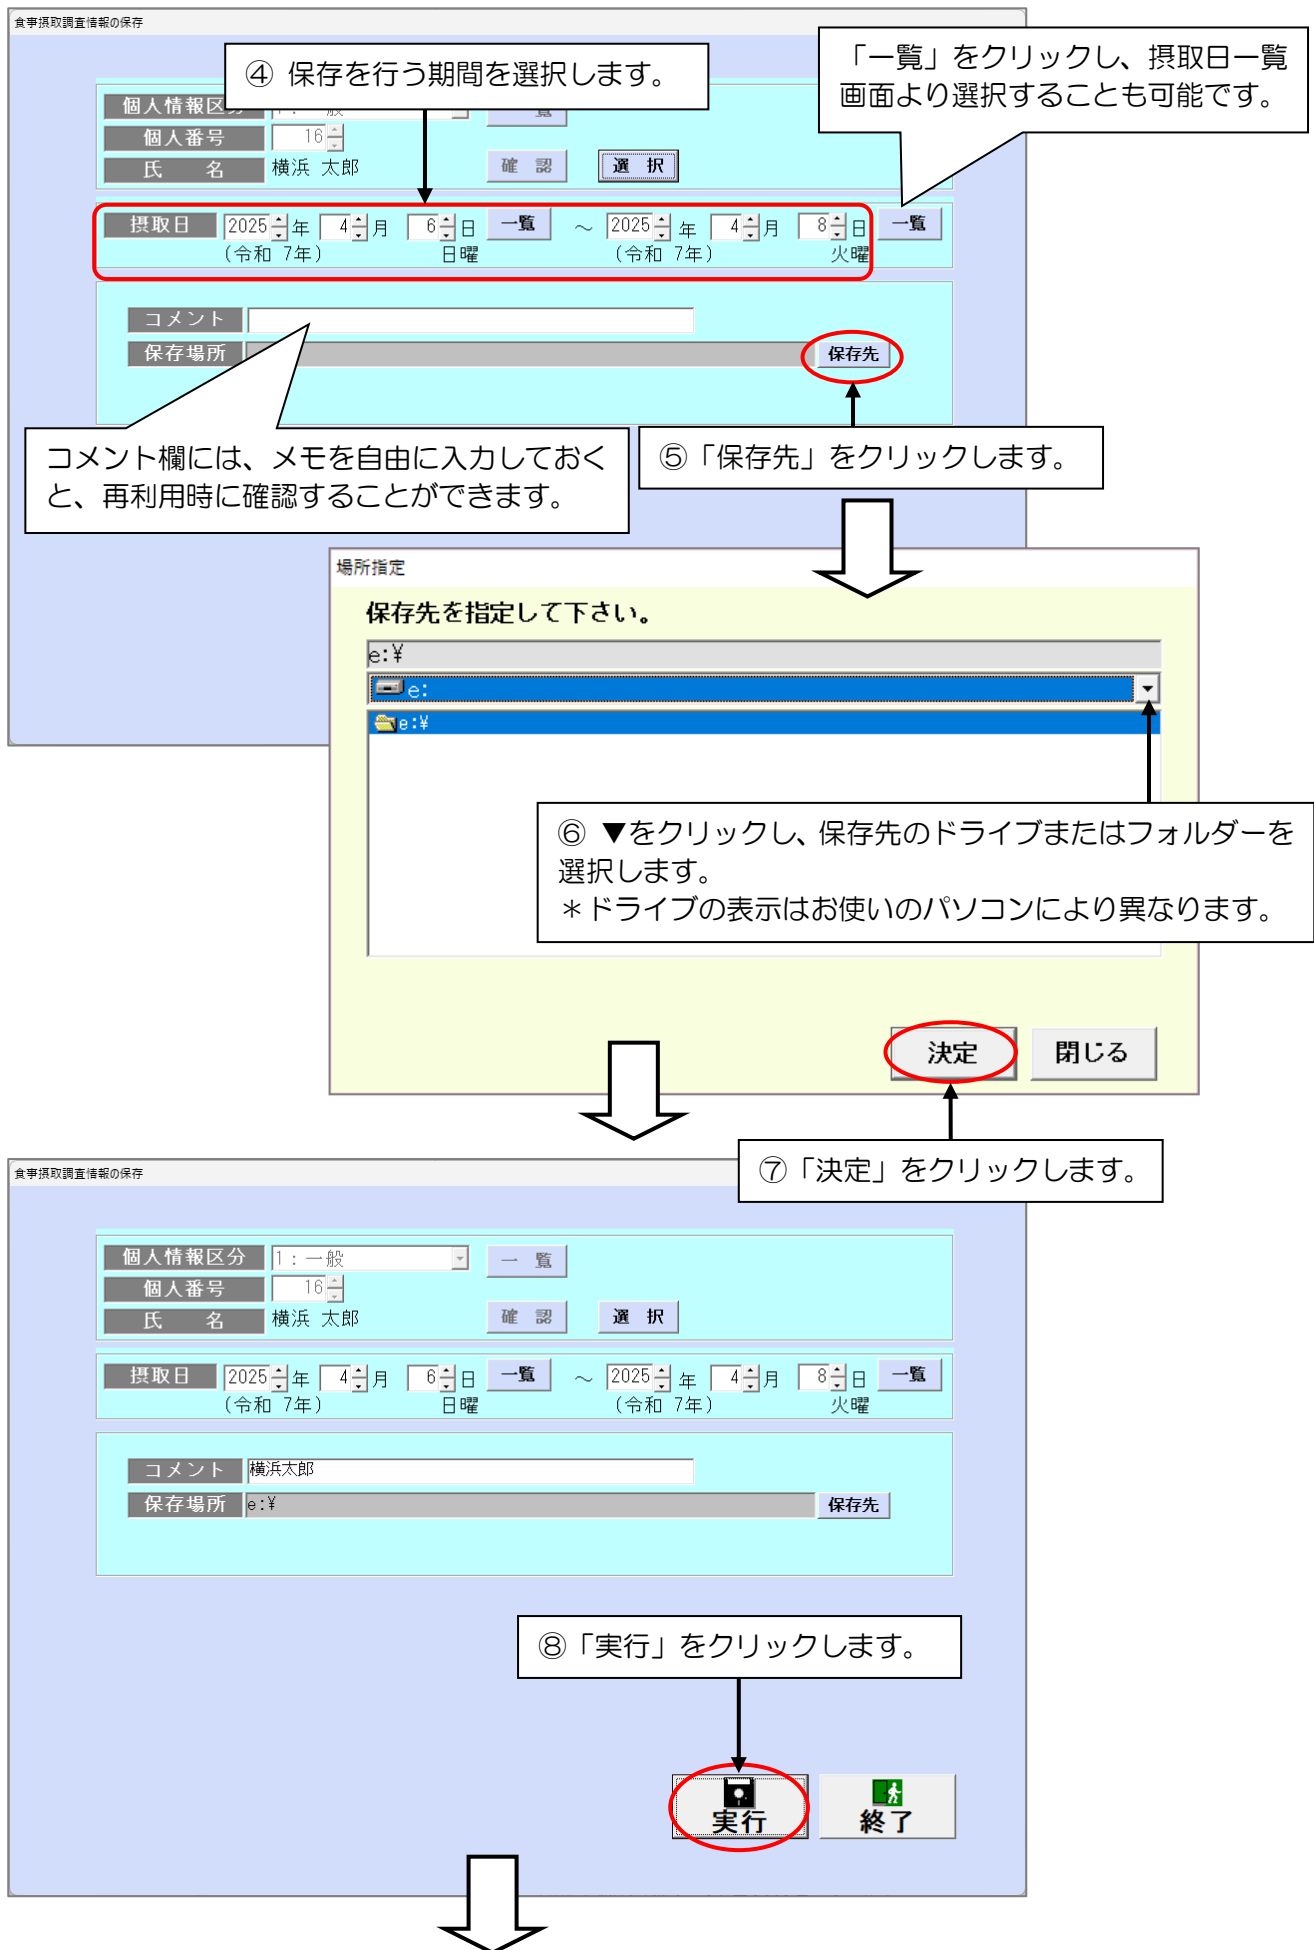 食事摂取調査情報の保存
④ 保存を行う期間を選択します。
「一覧」をクリックし、摂取日一覧
画面より選択することも可能です。
個人情報区
個人番号 16
氏 名 横浜 太郎 確 認 選 択
摂取日 2025 年 4 月 6 日 一覧 ～ 2025 年 4 月 8 日 一覧
(令和 7年) 日曜 (令和 7年) 火曜
コメント
保存場所 保存先
コメント欄には、メモを自由に入力しておく
と、再利用時に確認することができます。
⑤「保存先」をクリックします。
場所指定
保存先を指定して下さい。
e:¥
e:
e:¥
⑥ ▼をクリックし、保存先のドライブまたはフォルダーを
選択します。
＊ドライブの表示はお使いのパソコンにより異なります。
決定 閉じる
⑦「決定」をクリックします。
食事摂取調査情報の保存
個人情報区分 1：一般 一 覧
個人番号 16
氏 名 横浜 太郎 確 認 選 択
摂取日 2025 年 4 月 6 日 一覧 ～ 2025 年 4 月 8 日 一覧
(令和 7年) 日曜 (令和 7年) 火曜
コメント 横浜太郎
保存場所 e:¥ 保存先
⑧「実行」をクリックします。
実行 終了